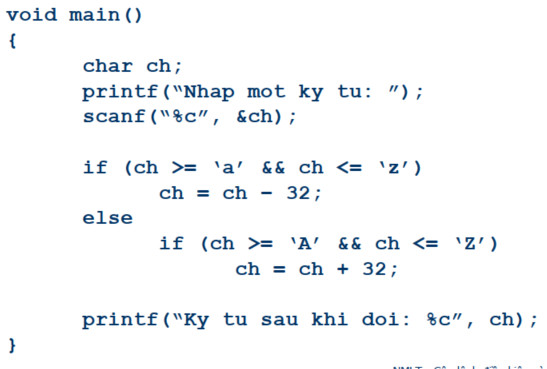 void main()
{
char ch;
printf(“Nhap mot ky tu: ”);
scanf(“%c”, &ch);
if (ch >= ‘a’ && ch <= ‘z’)
ch = ch – 32;
else
if (ch >= ‘A’ && ch <= ‘Z’)
ch = ch + 32;
printf(“Ky tu sau khi doi: %c”, ch);
}